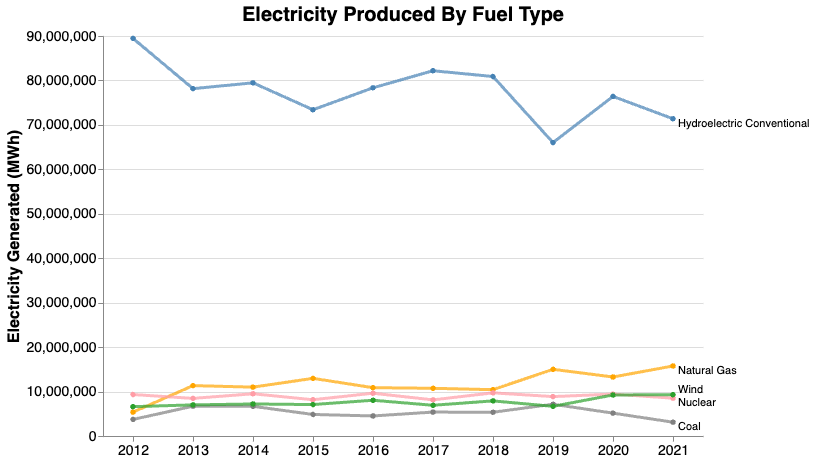 Electricity Produced By Fuel Type
Electricity Generated (MWh)
90,000,000
80,000,000
70,000,000
60,000,000
50,000,000
40,000,000
30,000,000
20,000,000
10,000,000
0
Hydroelectric Conventional
Natural Gas
Wind
Nuclear
Coal
2012 2013 2014 2015 2016 2017 2018 2019 2020 2021